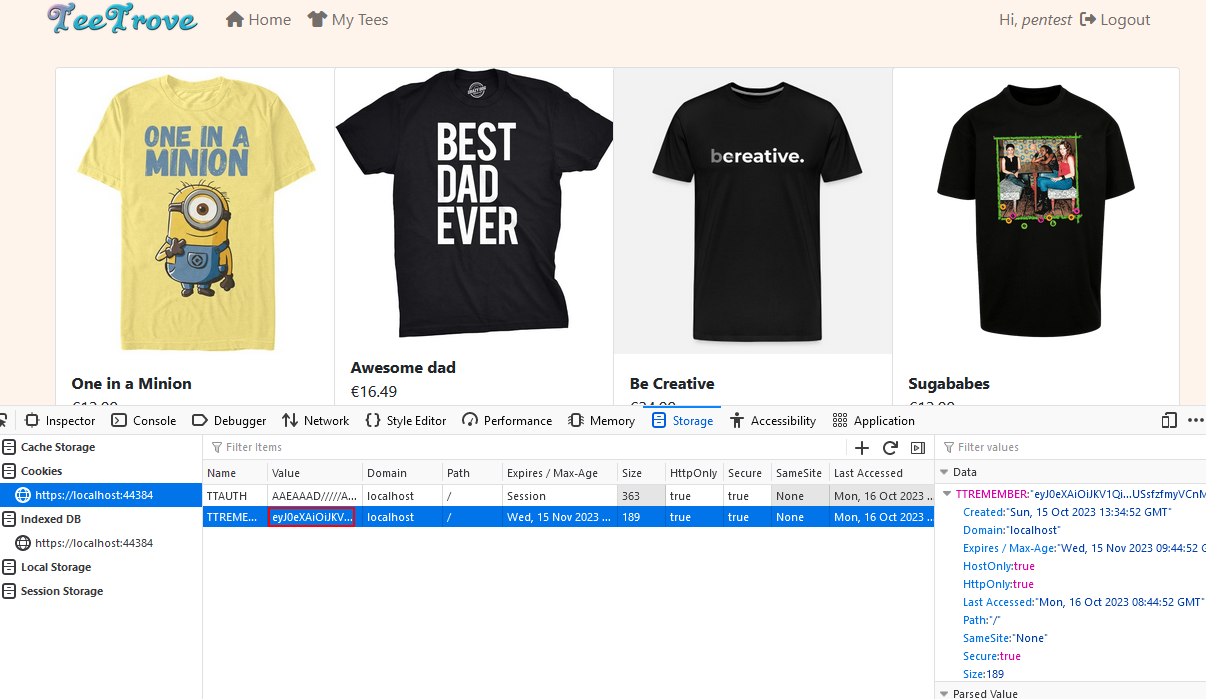 TeeTrove Home My Tees Hi, pentest Logout
ONE IN A
MINION
CRAZY DOG
BEST
DAD
EVER
becreative.
One in a Minion
Awesome dad
€16.49
Be Creative
Sugababes
Inspector Console Debugger Network Style Editor Performance Memory Storage Accessibility Application
Cache Storage
Cookies
https://localhost:44384
Indexed DB
https://localhost:44384
Local Storage
Session Storage
Filter Items
Name Value Domain Path Expires / Max-Age Size HttpOnly Secure SameSite Last Accessed
TTAUTH AAEAAAD/////A... localhost / Session 363 true true None Mon, 16 Oct 2023 ...
TTREME... eyJ0eXAiOiJKV... localhost / Wed, 15 Nov 2023 ... 189 true true None Mon, 16 Oct 2023 ...
Filter values
Data
TTREMEMBER:"eyJ0eXAiOiJKV1Qi...USsfzfmyVCnM
Created:"Sun, 15 Oct 2023 13:34:52 GMT"
Domain:"localhost"
Expires / Max-Age:"Wed, 15 Nov 2023 09:44:52 G
HostOnly:true
HttpOnly:true
Last Accessed:"Mon, 16 Oct 2023 08:44:52 GMT"
Path:"/"
SameSite:"None"
Secure:true
Size:189
Parsed Value